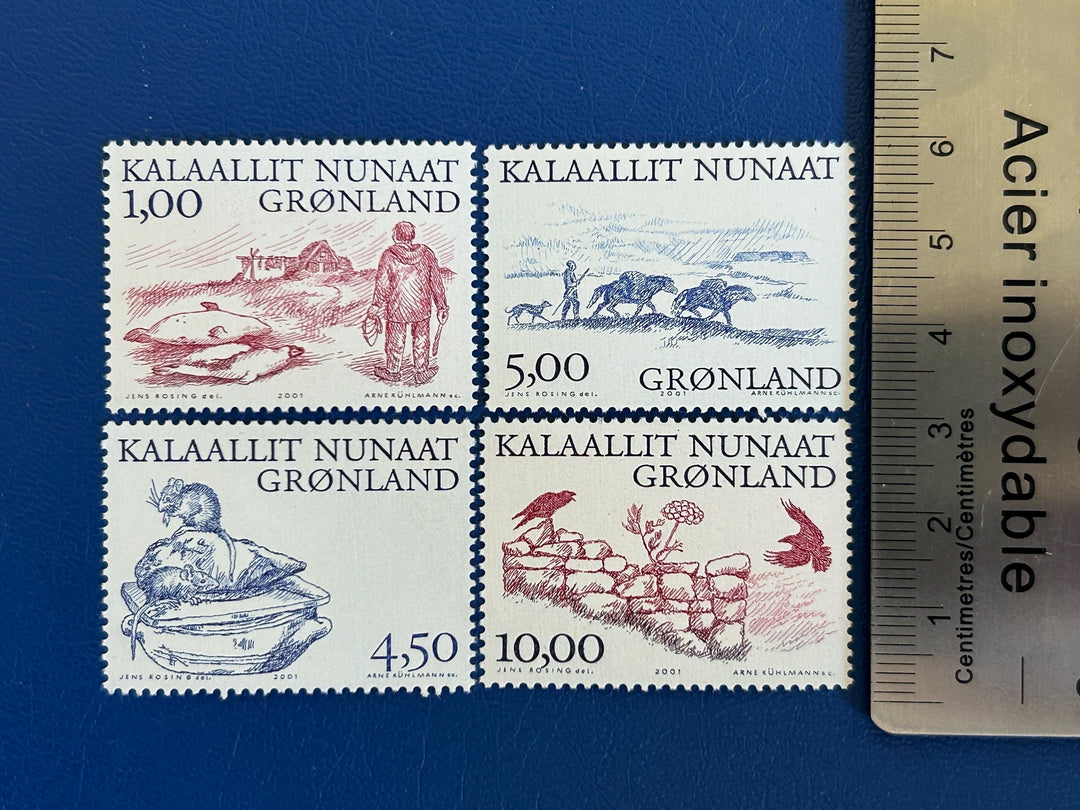 KALAALLIT NUNAAT
1,00 GRØNLAND
JENS ROSING del. 2001 ARNE KÜHLMANN sc.
KALAALLIT NUNAAT
5,00 GRØNLAND
JENS ROSING del. 2001 ARNE KÜHLMANN sc.
KALAALLIT NUNAAT
GRØNLAND
4,50
JENS ROSING del. 2001 ARNE KÜHLMANN sc.
KALAALLIT NUNAAT
GRØNLAND
10,00
JENS ROSING del. 2001 ARNE KÜHLMANN sc.
1 2 3 4 5 6 7
Centimetres/Centimètres
Acier inoxydable